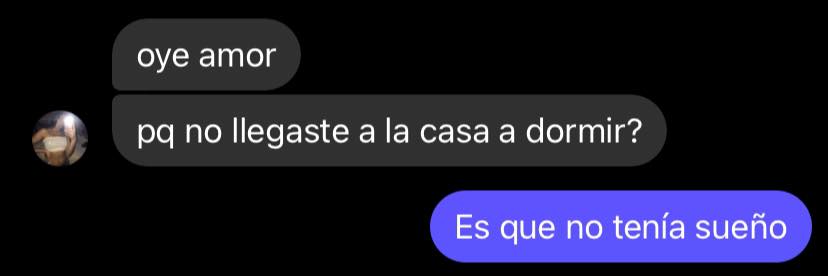 oye amor
pq no llegaste a la casa a dormir?
Es que no tenía sueño